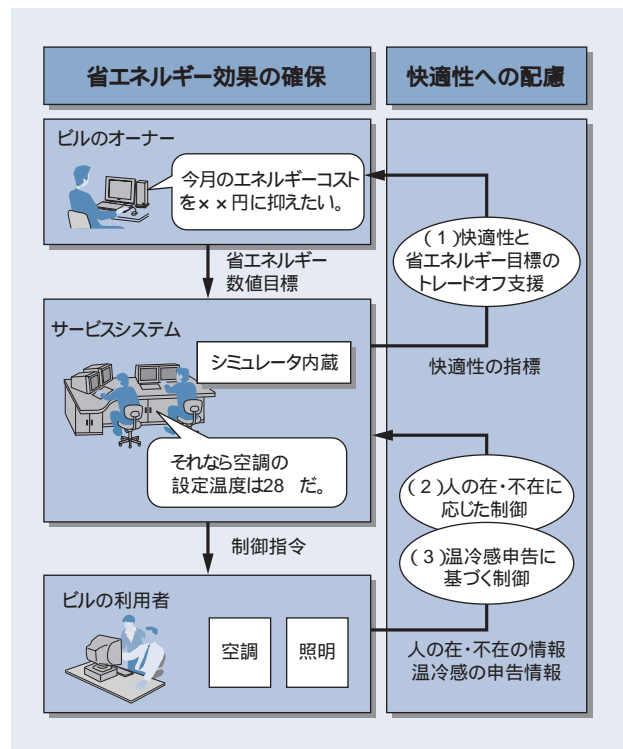 省エネルギー効果の確保
快適性への配慮
ビルのオーナー
今月のエネルギーコスト
を××円に抑えたい。
(1)快適性と
省エネルギー目標の
トレードオフ支援
省エネルギー
数値目標
サービスシステム
シミュレータ内蔵
快適性の指標
それなら空調の
設定温度は28 だ。
(2)人の在・不在に
応じた制御
制御指令
(3)温冷感申告に
基づく制御
ビルの利用者
空調
照明
人の在・不在の情報
温冷感の申告情報